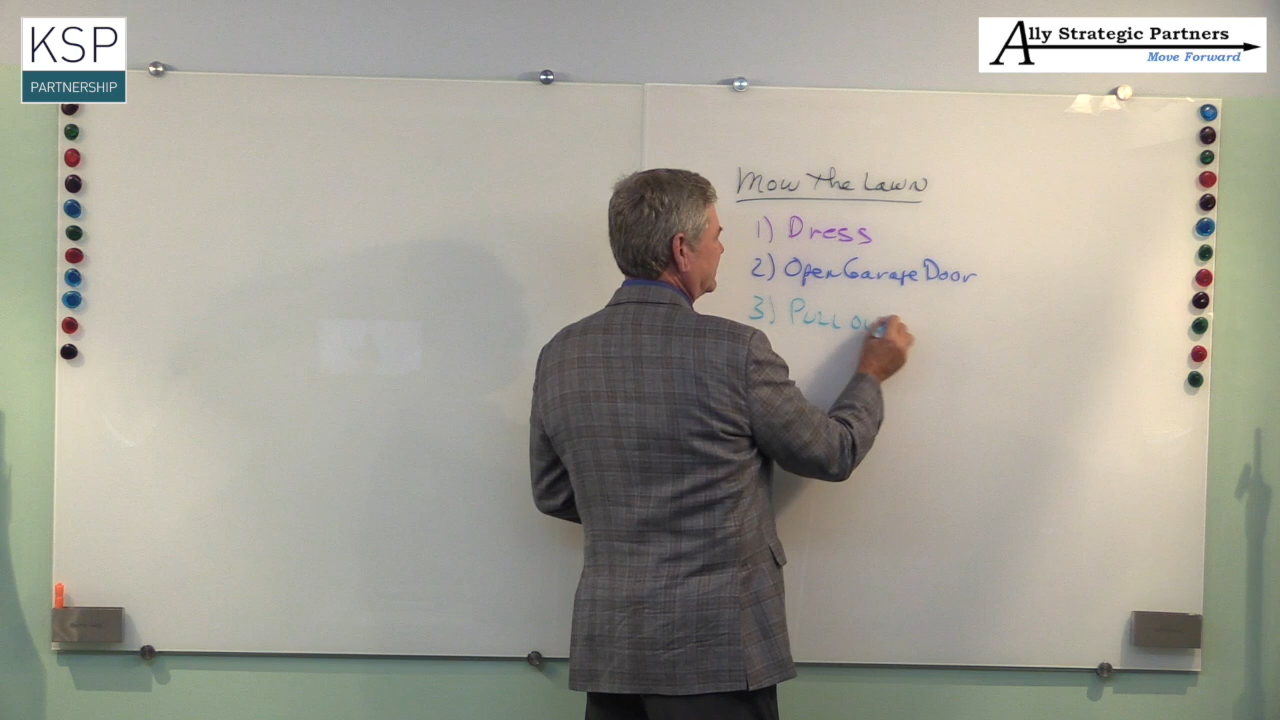 KSP
PARTNERSHIP
Ally Strategic Partners
Move Forward
Mow The Lawn
1) Dress
2) Open Garage Door
3) Pull ou